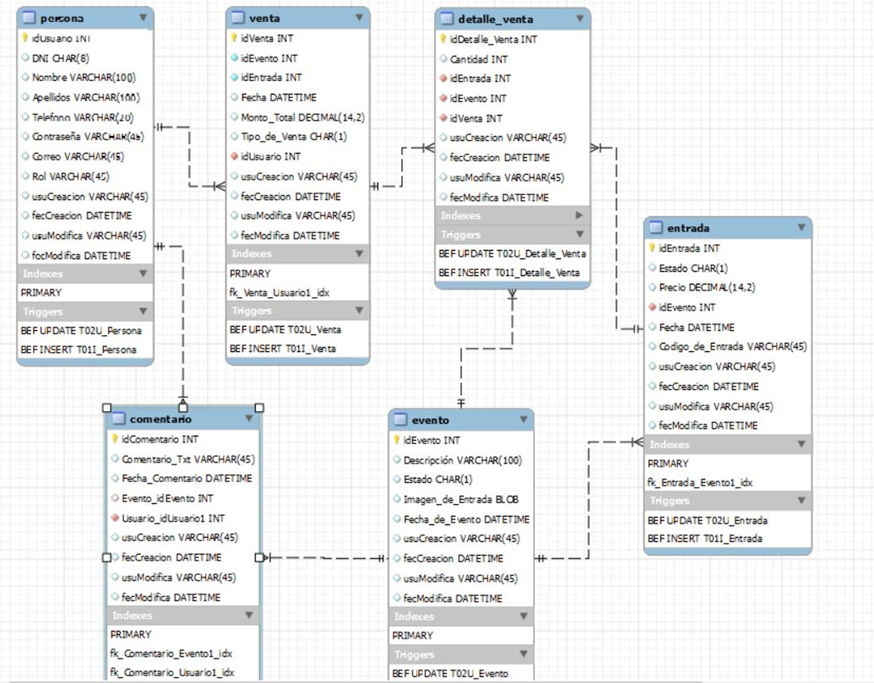 persona
idUsuario INT
DNI CHAR(8)
Nombre VARCHAR(100)
Apellidos VARCHAR(100)
Telefono VARCHAR(20)
Contraseña VARCHAR(45)
Correo VARCHAR(45)
Rol VARCHAR(45)
usuCreacion VARCHAR(45)
fecCreacion DATETIME
usuModifica VARCHAR(45)
fecModifica DATETIME
Indexes
PRIMARY
Triggers
BEF UPDATE T02U_Persona
BEF INSERT T01I_Persona
venta
idVenta INT
idEvento INT
idEntrada INT
Fecha DATETIME
Monto_Total DECIMAL(14,2)
Tipo_de_Venta CHAR(1)
idUsuario INT
usuCreacion VARCHAR(45)
fecCreacion DATETIME
usuModifica VARCHAR(45)
fecModifica DATETIME
Indexes
PRIMARY
fk_Venta_Usuario1_idx
Triggers
BEF UPDATE T02U_Venta
BEF INSERT T01I_Venta
detalle_venta
idDetalle_Venta INT
Cantidad INT
idEntrada INT
idEvento INT
idVenta INT
usuCreacion VARCHAR(45)
fecCreacion DATETIME
usuModifica VARCHAR(45)
fecModifica DATETIME
Indexes
Triggers
BEF UPDATE T02U_Detalle_Venta
BEF INSERT T01I_Detalle_Venta
entrada
idEntrada INT
Estado CHAR(1)
Precio DECIMAL(14,2)
idEvento INT
Fecha DATETIME
Codigo_de_Entrada VARCHAR(45)
usuCreacion VARCHAR(45)
fecCreacion DATETIME
usuModifica VARCHAR(45)
fecModifica DATETIME
Indexes
PRIMARY
fk_Entrada_Evento1_idx
Triggers
BEF UPDATE T02U_Entrada
BEF INSERT T01I_Entrada
comentario
idComentario INT
Comentario_Txt VARCHAR(45)
Fecha_Comentario DATETIME
Evento_idEvento INT
Usuario_idUsuario1 INT
usuCreacion VARCHAR(45)
fecCreacion DATETIME
usuModifica VARCHAR(45)
fecModifica DATETIME
Indexes
PRIMARY
fk_Comentario_Evento1_idx
fk_Comentario_Usuario1_idx
evento
idEvento INT
Descripción VARCHAR(100)
Estado CHAR(1)
Imagen_de_Entrada BLOB
Fecha_de_Evento DATETIME
usuCreacion VARCHAR(45)
fecCreacion DATETIME
usuModifica VARCHAR(45)
fecModifica DATETIME
Indexes
PRIMARY
Triggers
BEF UPDATE T02U_Evento